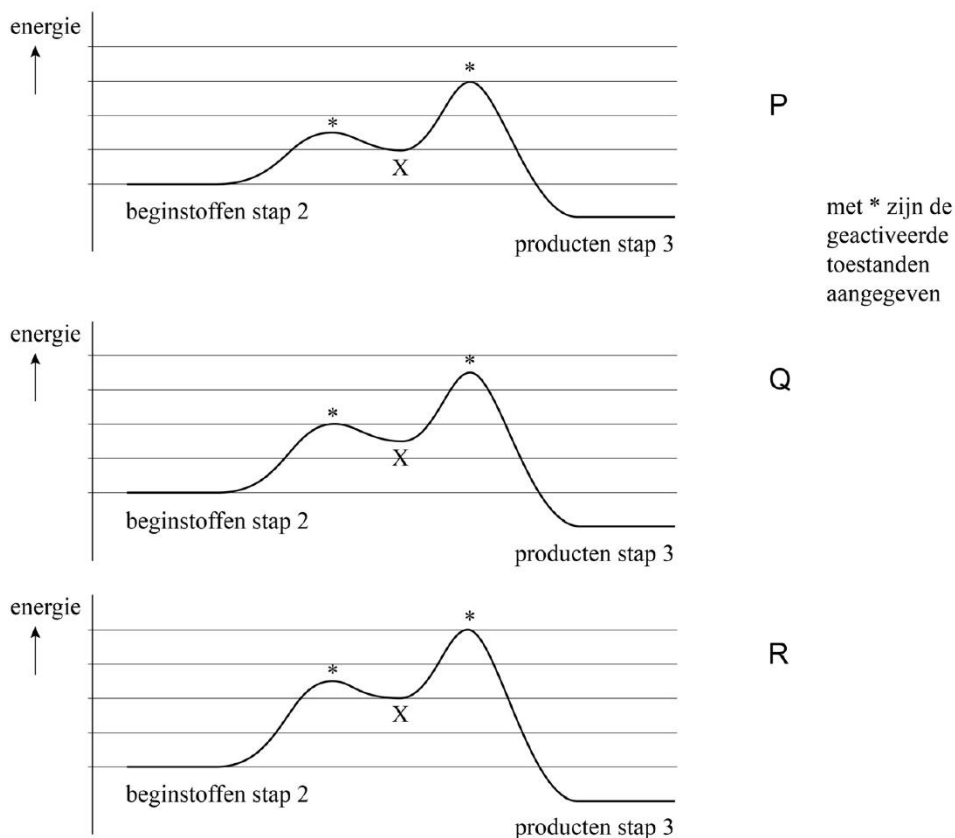 energie
*
*
X
P
beginstoffen stap 2
producten stap 3
met * zijn de
geactiveerde
toestanden
aangegeven
energie
*
*
X
Q
beginstoffen stap 2
producten stap 3
energie
*
*
X
R
beginstoffen stap 2
producten stap 3